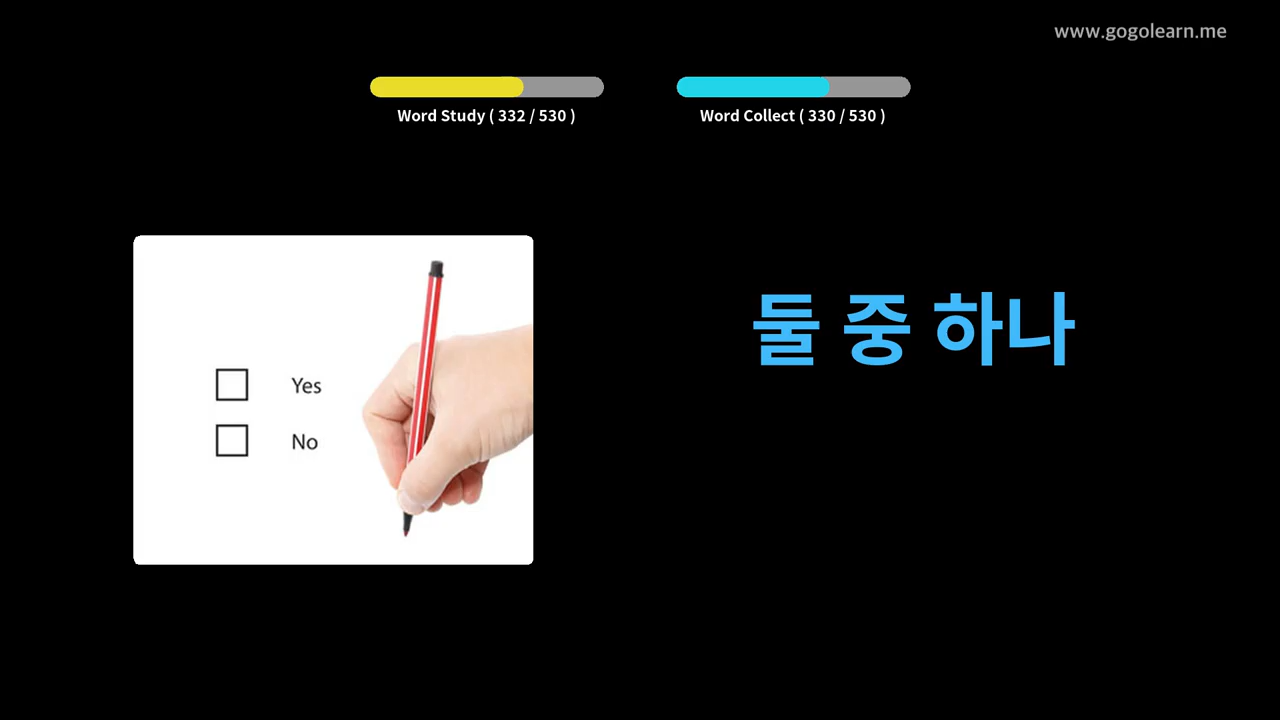 www.gogolearn.me
Word Study ( 332 / 530 )
Word Collect ( 330 / 530 )
Yes
No
둘 중 하나